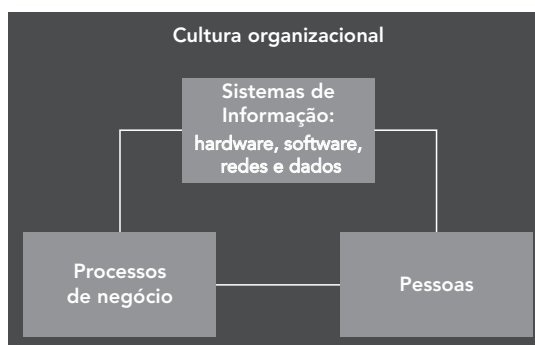 Cultura organizacional
Sistemas de
Informação:
hardware, software,
redes e dados
Processos
de negócio
Pessoas